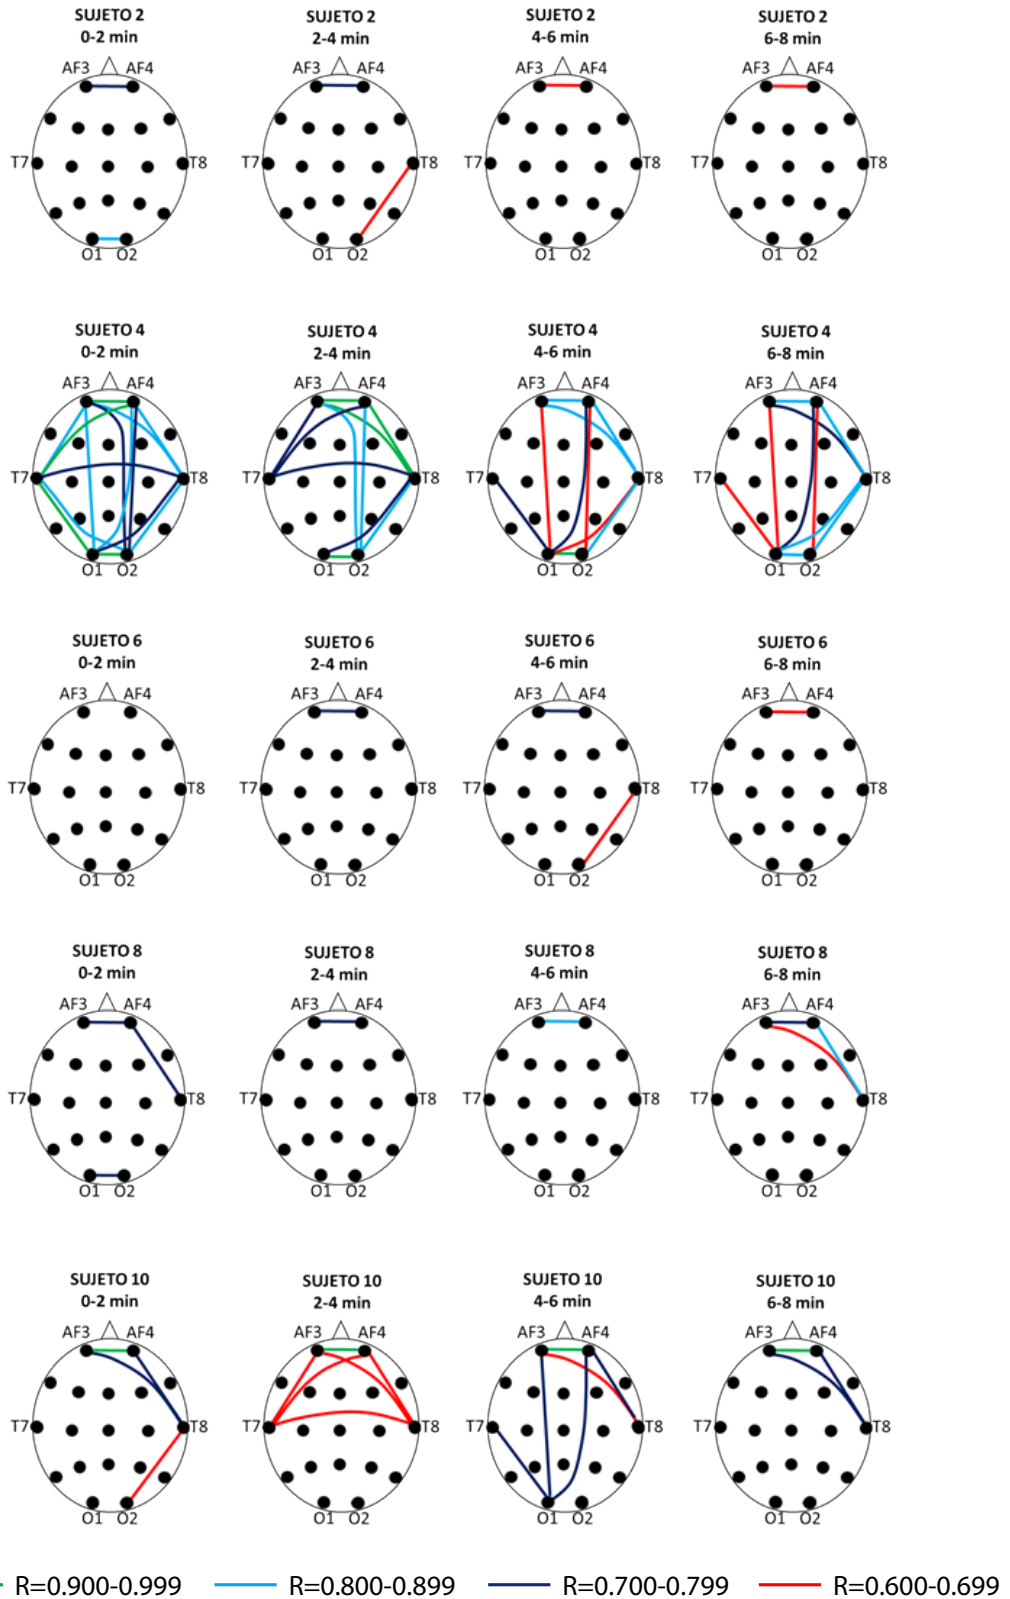 SUJETO 2 SUJETO 2 SUJETO 2 SUJETO 2
0-2 min 2-4 min 4-6 min 6-8 min
AF3 AF4 AF3 AF4 AF3 AF4 AF3 AF4
T7 T8 T7 T8 T7 T8 T7 T8
O1 O2 O1 O2 O1 O2 O1 O2
SUJETO 4 SUJETO 4 SUJETO 4 SUJETO 4
0-2 min 2-4 min 4-6 min 6-8 min
AF3 AF4 AF3 AF4 AF3 AF4 AF3 AF4
T7 T8 T7 T8 T7 T8 T7 T8
O1 O2 O1 O2 O1 O2 O1 O2
SUJETO 6 SUJETO 6 SUJETO 6 SUJETO 6
0-2 min 2-4 min 4-6 min 6-8 min
AF3 AF4 AF3 AF4 AF3 AF4 AF3 AF4
T7 T8 T7 T8 T7 T8 T7 T8
O1 O2 O1 O2 O1 O2 O1 O2
SUJETO 8 SUJETO 8 SUJETO 8 SUJETO 8
0-2 min 2-4 min 4-6 min 6-8 min
AF3 AF4 AF3 AF4 AF3 AF4 AF3 AF4
T7 T8 T7 T8 T7 T8 T7 T8
O1 O2 O1 O2 O1 O2 O1 O2
SUJETO 10 SUJETO 10 SUJETO 10 SUJETO 10
0-2 min 2-4 min 4-6 min 6-8 min
AF3 AF4 AF3 AF4 AF3 AF4 AF3 AF4
T7 T8 T7 T8 T7 T8 T7 T8
O1 O2 O1 O2 O1 O2 O1 O2
R=0.900-0.999 R=0.800-0.899 R=0.700-0.799 R=0.600-0.699